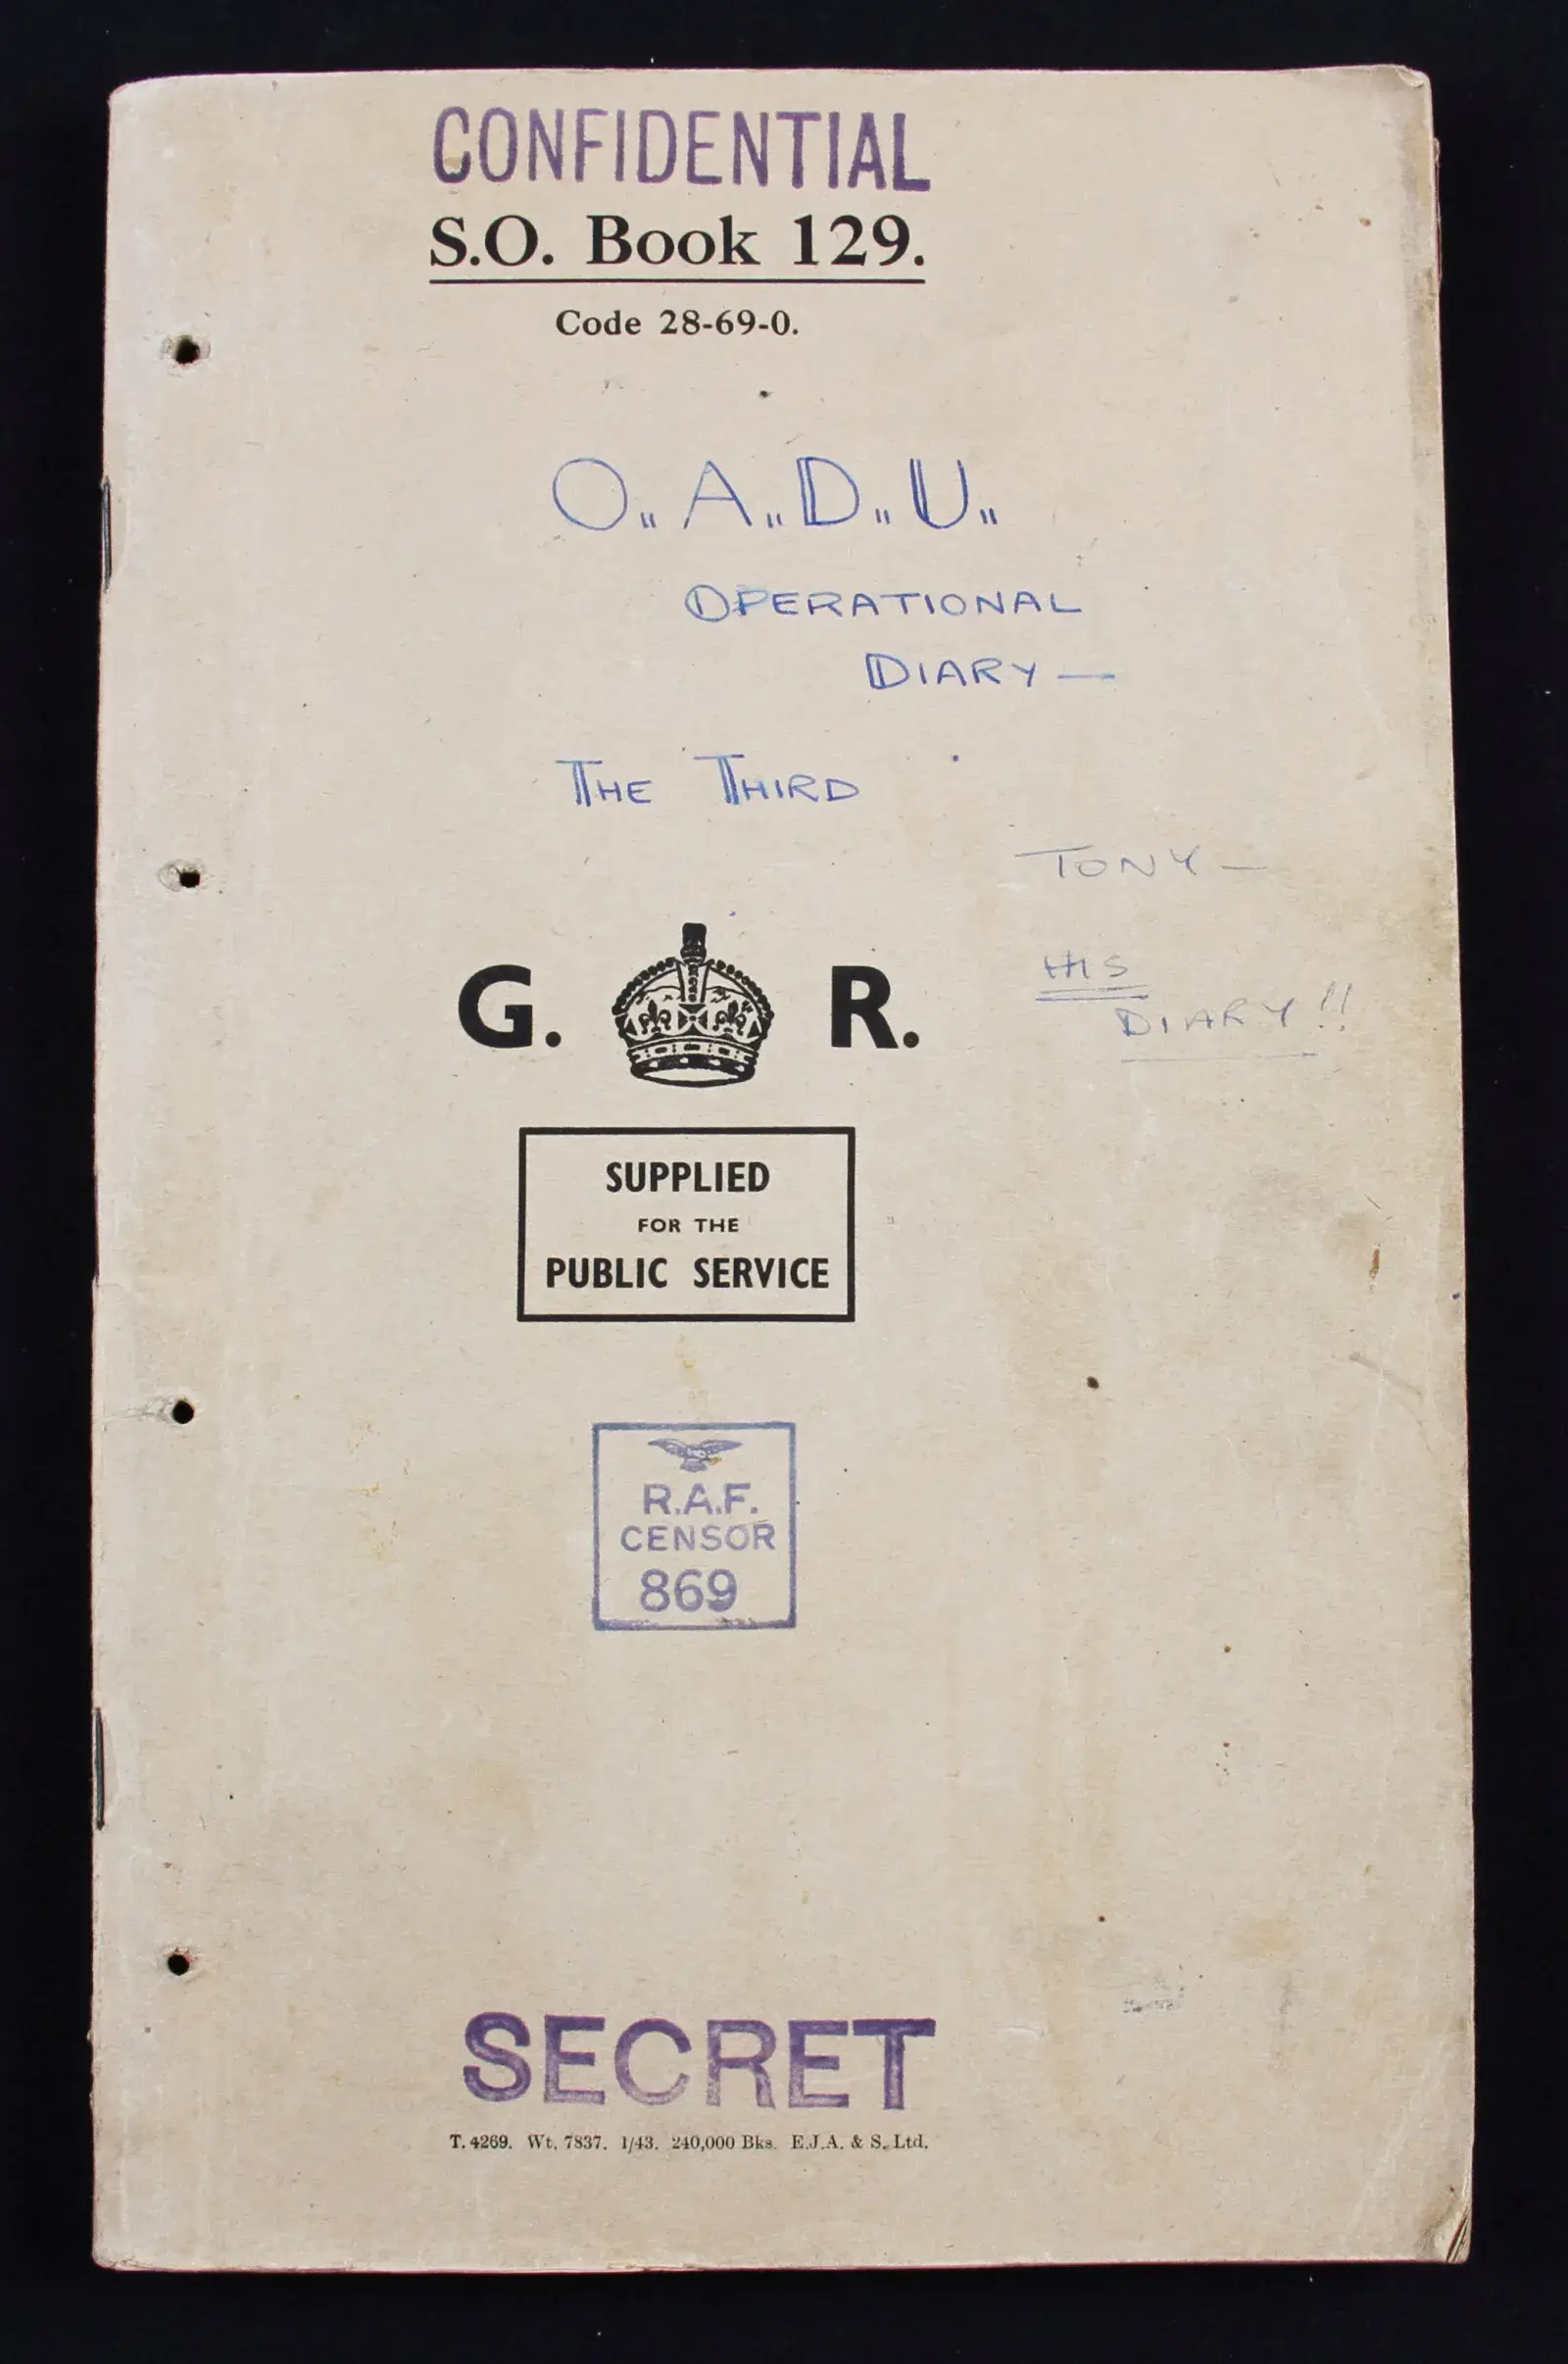 CONFIDENTIAL
S.O. Book 129.
Code 28-69-0.
O.. A.. D.. U..
OPERATIONAL
DIARY —
THE THIRD
TONY —
HIS
DIARY !!
G. R.
SUPPLIED
FOR THE
PUBLIC SERVICE
R.A.F.
CENSOR
869
SECRET
T. 4269. Wt. 7837. 1/43. 240,000 Bks. E.J.A. & S. Ltd.